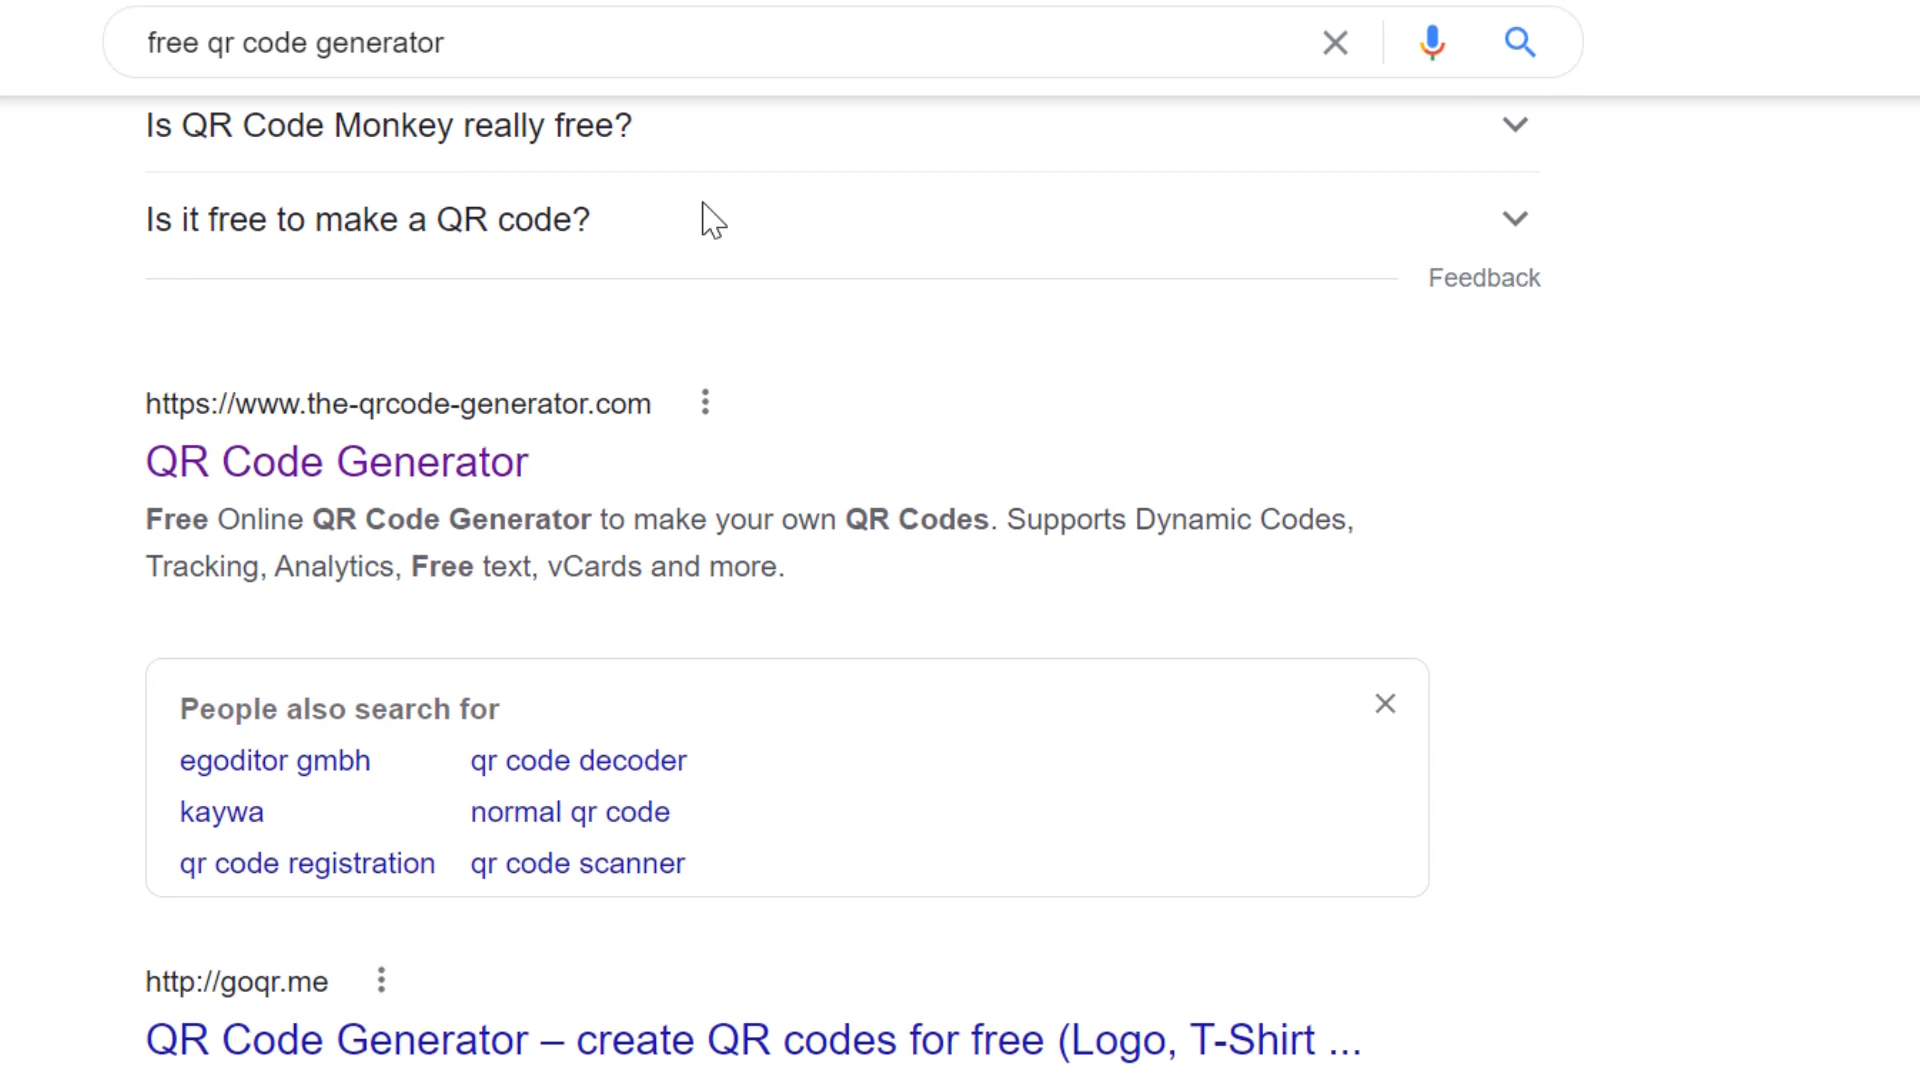 free qr code generator
Is QR Code Monkey really free?
Is it free to make a QR code?
Feedback
https://www.the-qrcode-generator.com
QR Code Generator
Free Online QR Code Generator to make your own QR Codes. Supports Dynamic Codes,
Tracking, Analytics, Free text, vCards and more.
People also search for
egoditor gmbh
qr code decoder
kaywa
normal qr code
qr code registration
qr code scanner
http://goqr.me
QR Code Generator – create QR codes for free (Logo, T-Shirt ...